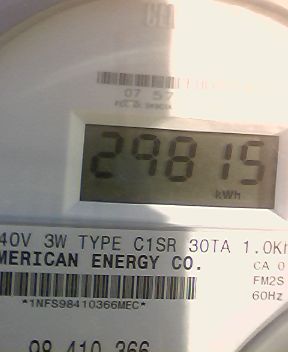 07 57
29815
kWh
40V 3W TYPE C1SR 30TA 1.0K
MERICAN ENERGY CO.
CA 0
FM2S
60Hz
*1NFS98410366MEC*
98 410 366